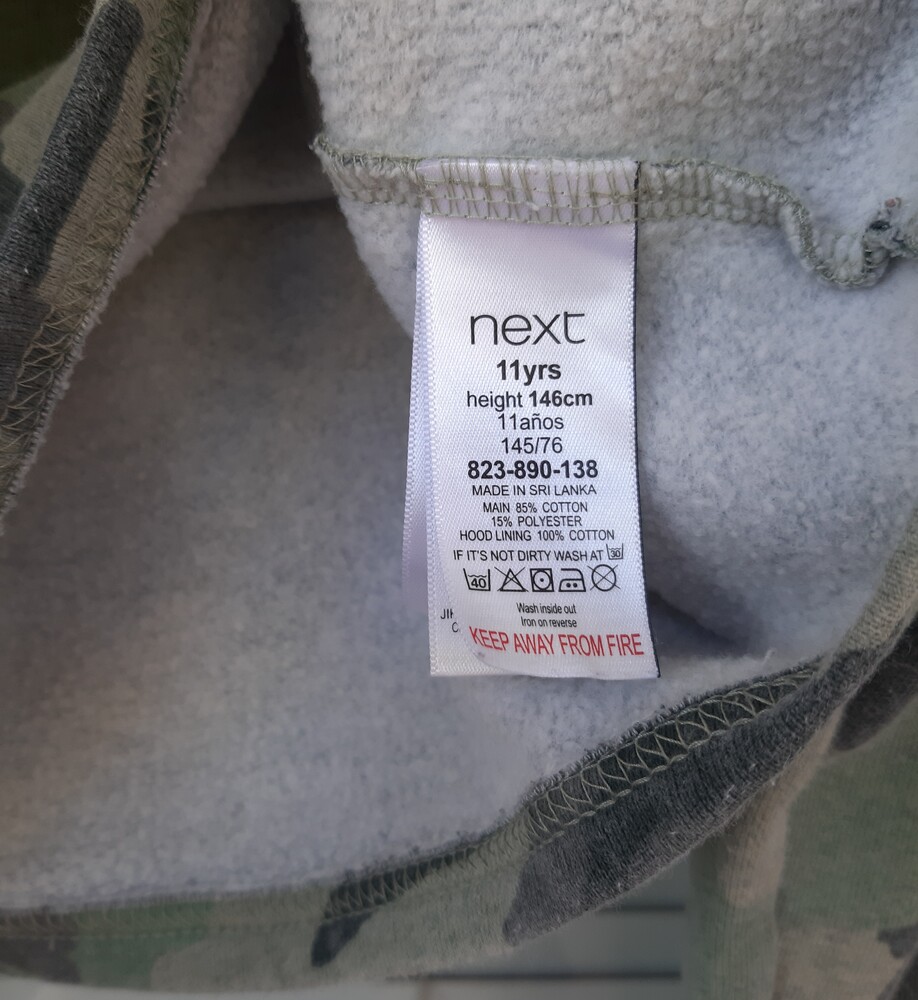 next
11yrs
height 146cm
11años
145/76
823-890-138
MADE IN SRI LANKA
MAIN 85% COTTON
15% POLYESTER
HOOD LINING 100% COTTON
IF IT'S NOT DIRTY WASH AT 30
40
Wash inside out
Iron on reverse
KEEP AWAY FROM FIRE